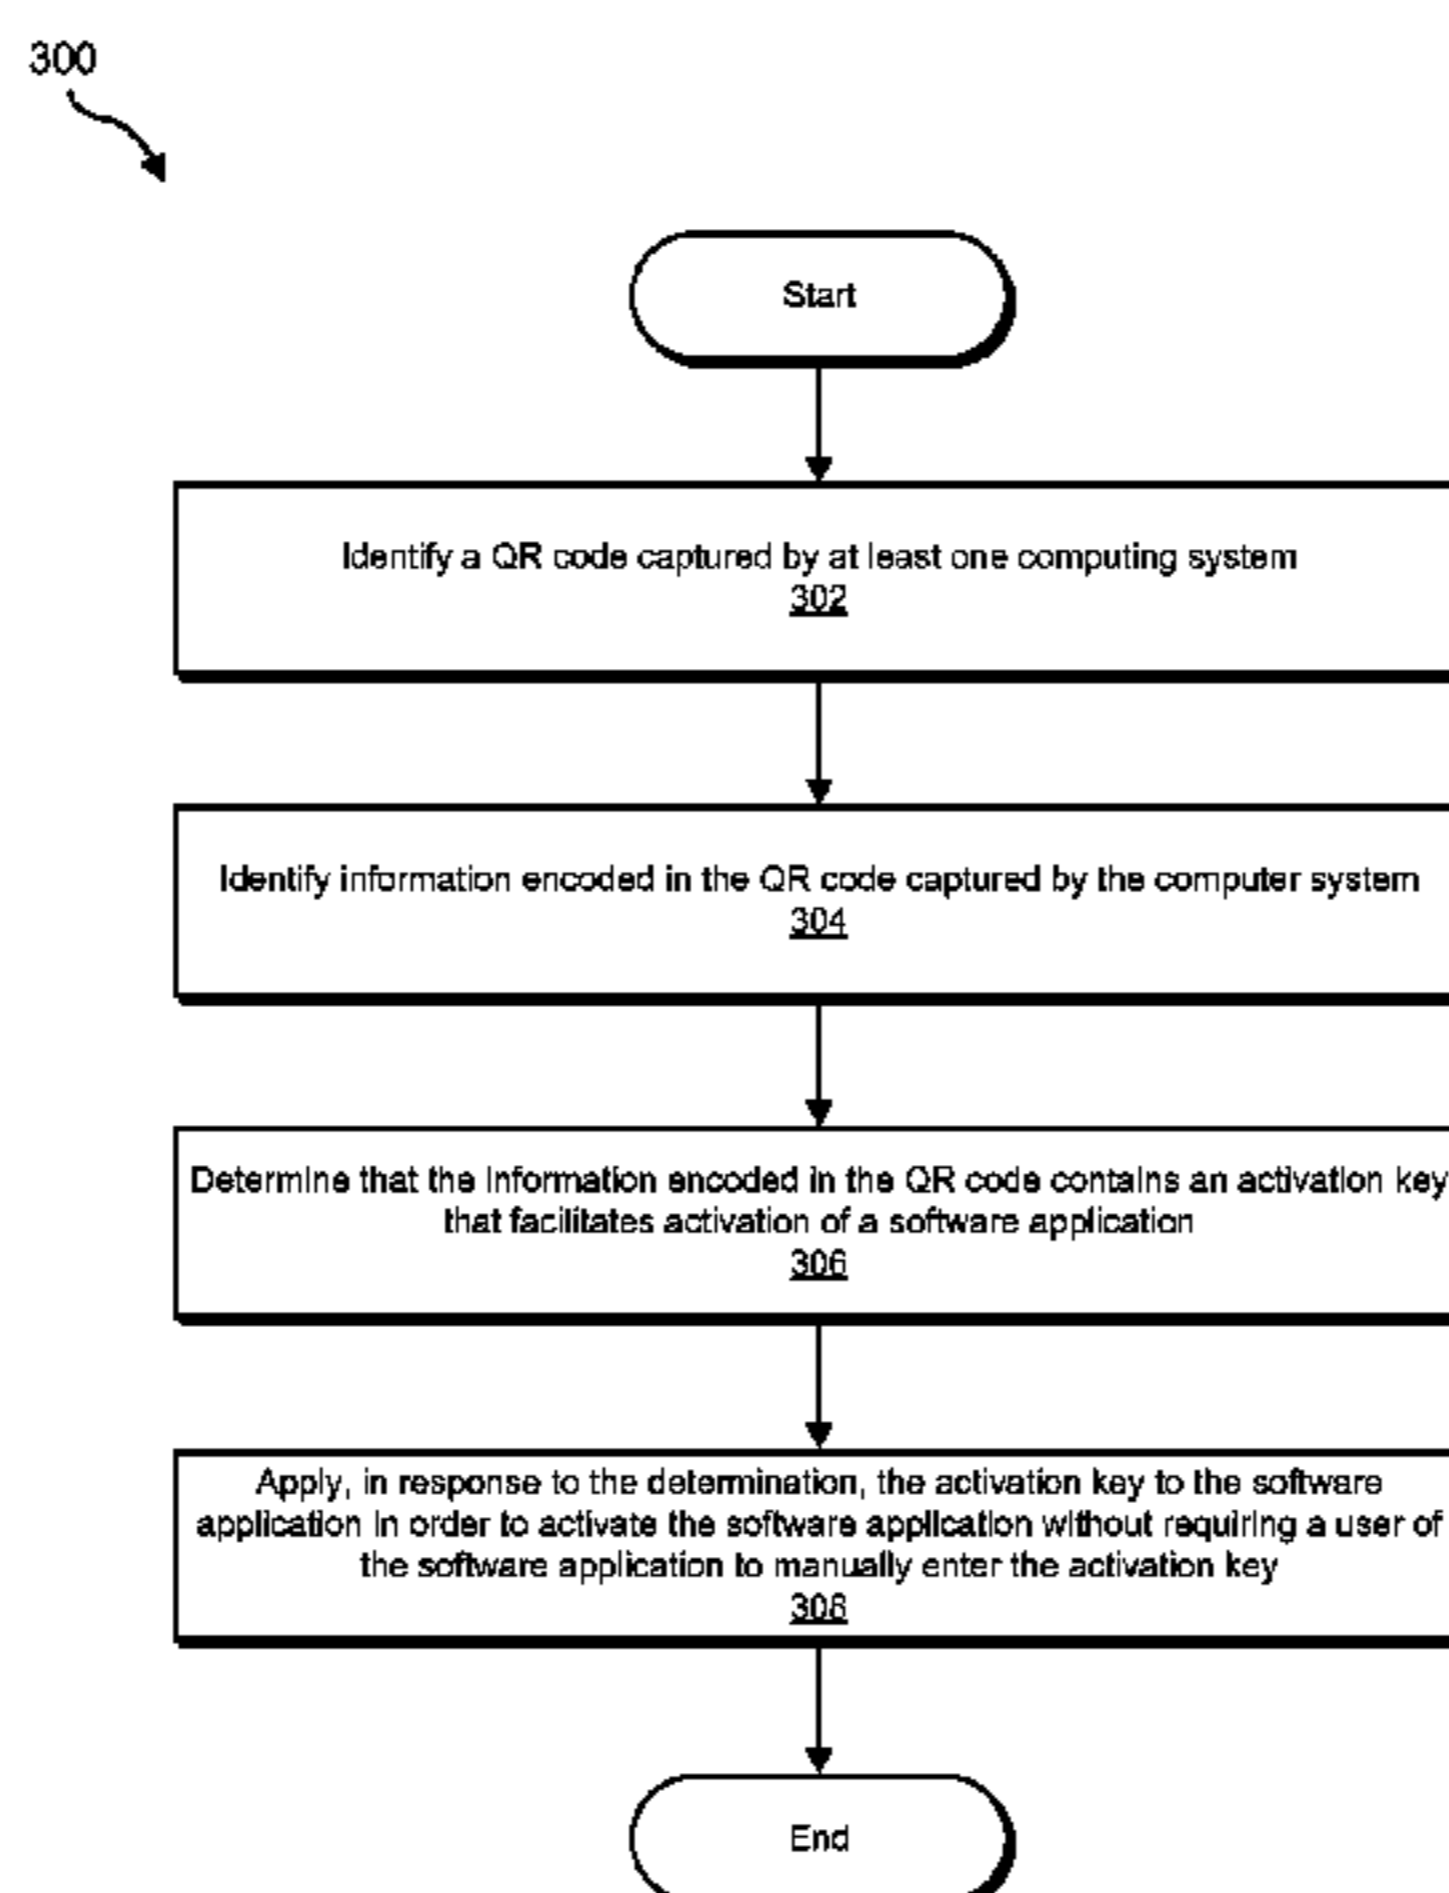 300
Start
Identify a QR code captured by at least one computing system
302
Identify information encoded in the QR code captured by the computer system
304
Determine that the information encoded in the QR code contains an activation key
that facilitates activation of a software application
306
Apply, in response to the determination, the activation key to the software
application in order to activate the software application without requiring a user of
the software application to manually enter the activation key
308
End